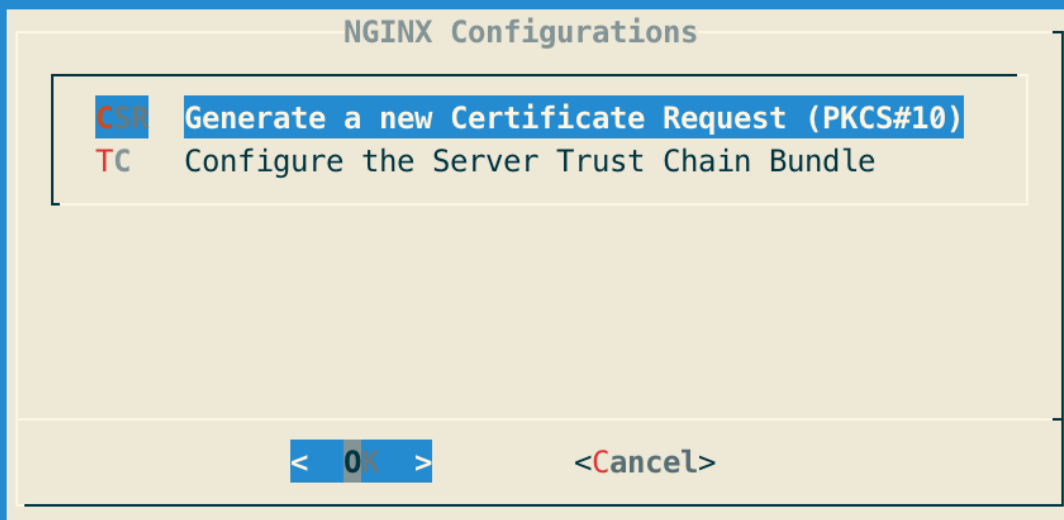 NGINX Configurations
CSR Generate a new Certificate Request (PKCS#10)
TC Configure the Server Trust Chain Bundle
< OK > <Cancel>